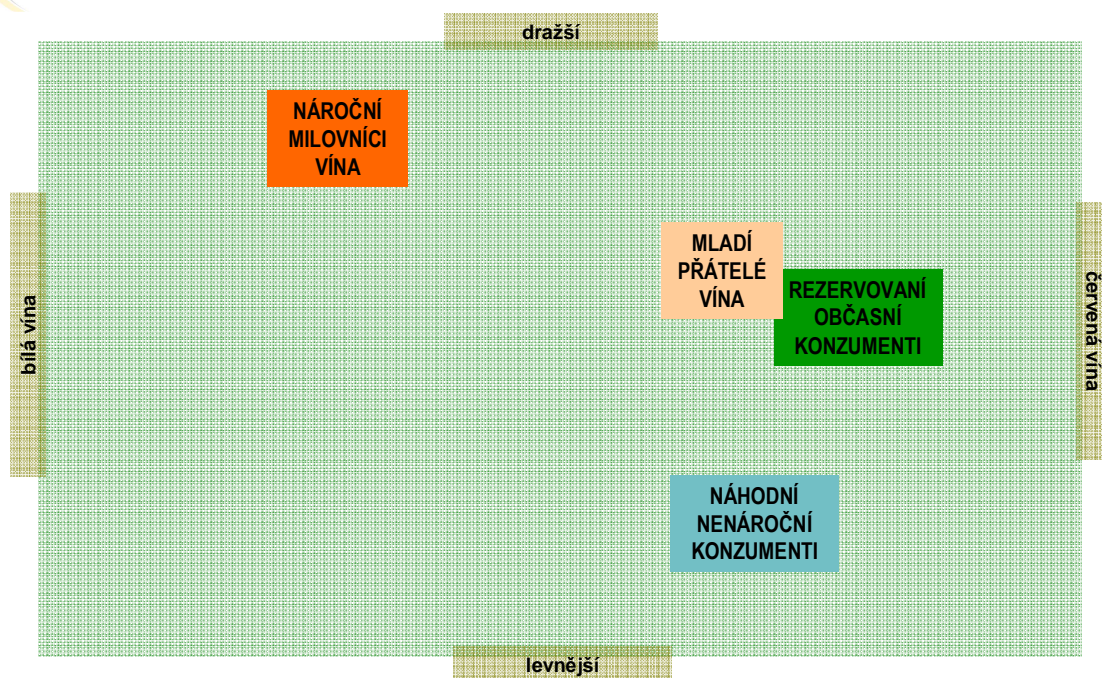 dražší
NÁROČNÍ
MILOVNÍCI
VÍNA
bílá vína
MLADÍ
PŘÁTELÉ
VÍNA
REZERVOVANÍ
OBČASNÍ
KONZUMENTI
červená vína
NÁHODNÍ
NENÁROČNÍ
KONZUMENTI
levnější